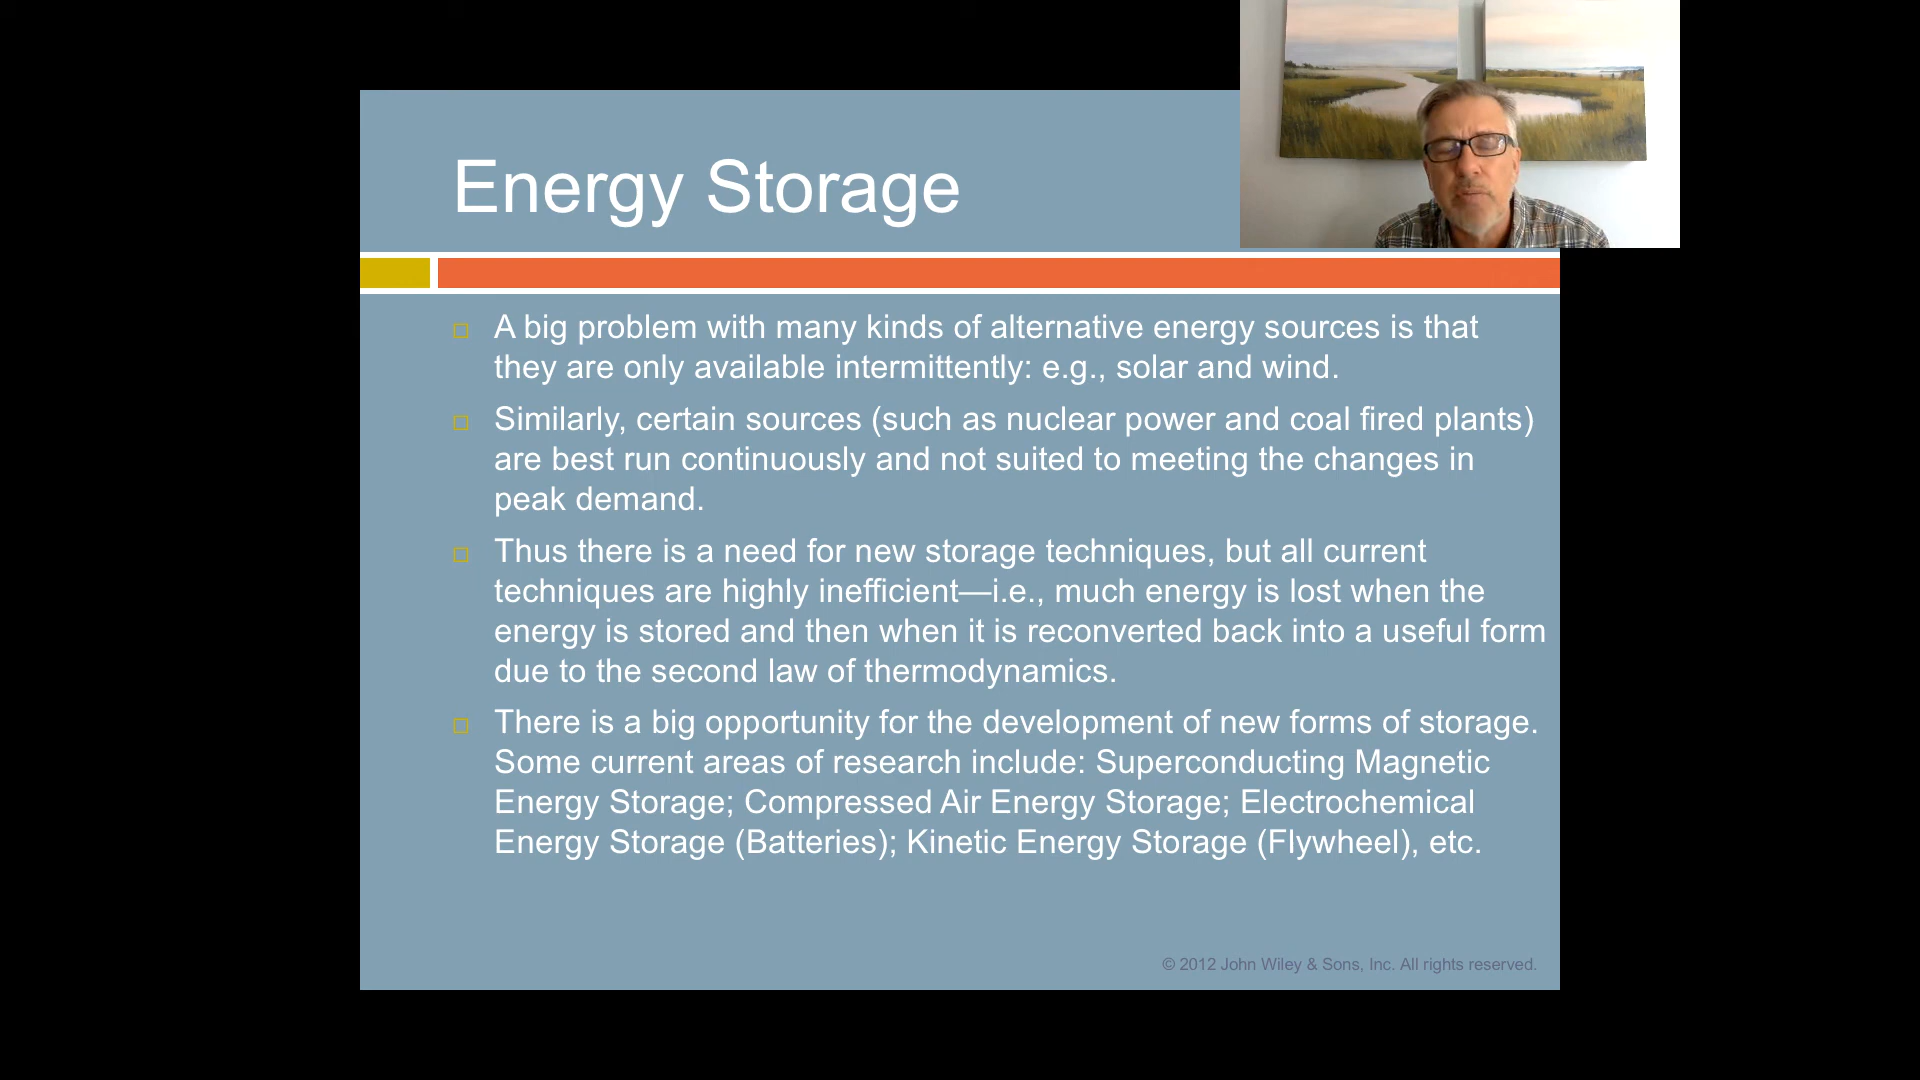 Energy Storage
A big problem with many kinds of alternative energy sources is that
they are only available intermittently: e.g., solar and wind.
Similarly, certain sources (such as nuclear power and coal fired plants)
are best run continuously and not suited to meeting the changes in
peak demand.
Thus there is a need for new storage techniques, but all current
techniques are highly inefficient—i.e., much energy is lost when the
energy is stored and then when it is reconverted back into a useful form
due to the second law of thermodynamics.
There is a big opportunity for the development of new forms of storage.
Some current areas of research include: Superconducting Magnetic
Energy Storage; Compressed Air Energy Storage; Electrochemical
Energy Storage (Batteries); Kinetic Energy Storage (Flywheel), etc.
© 2012 John Wiley & Sons, Inc. All rights reserved.